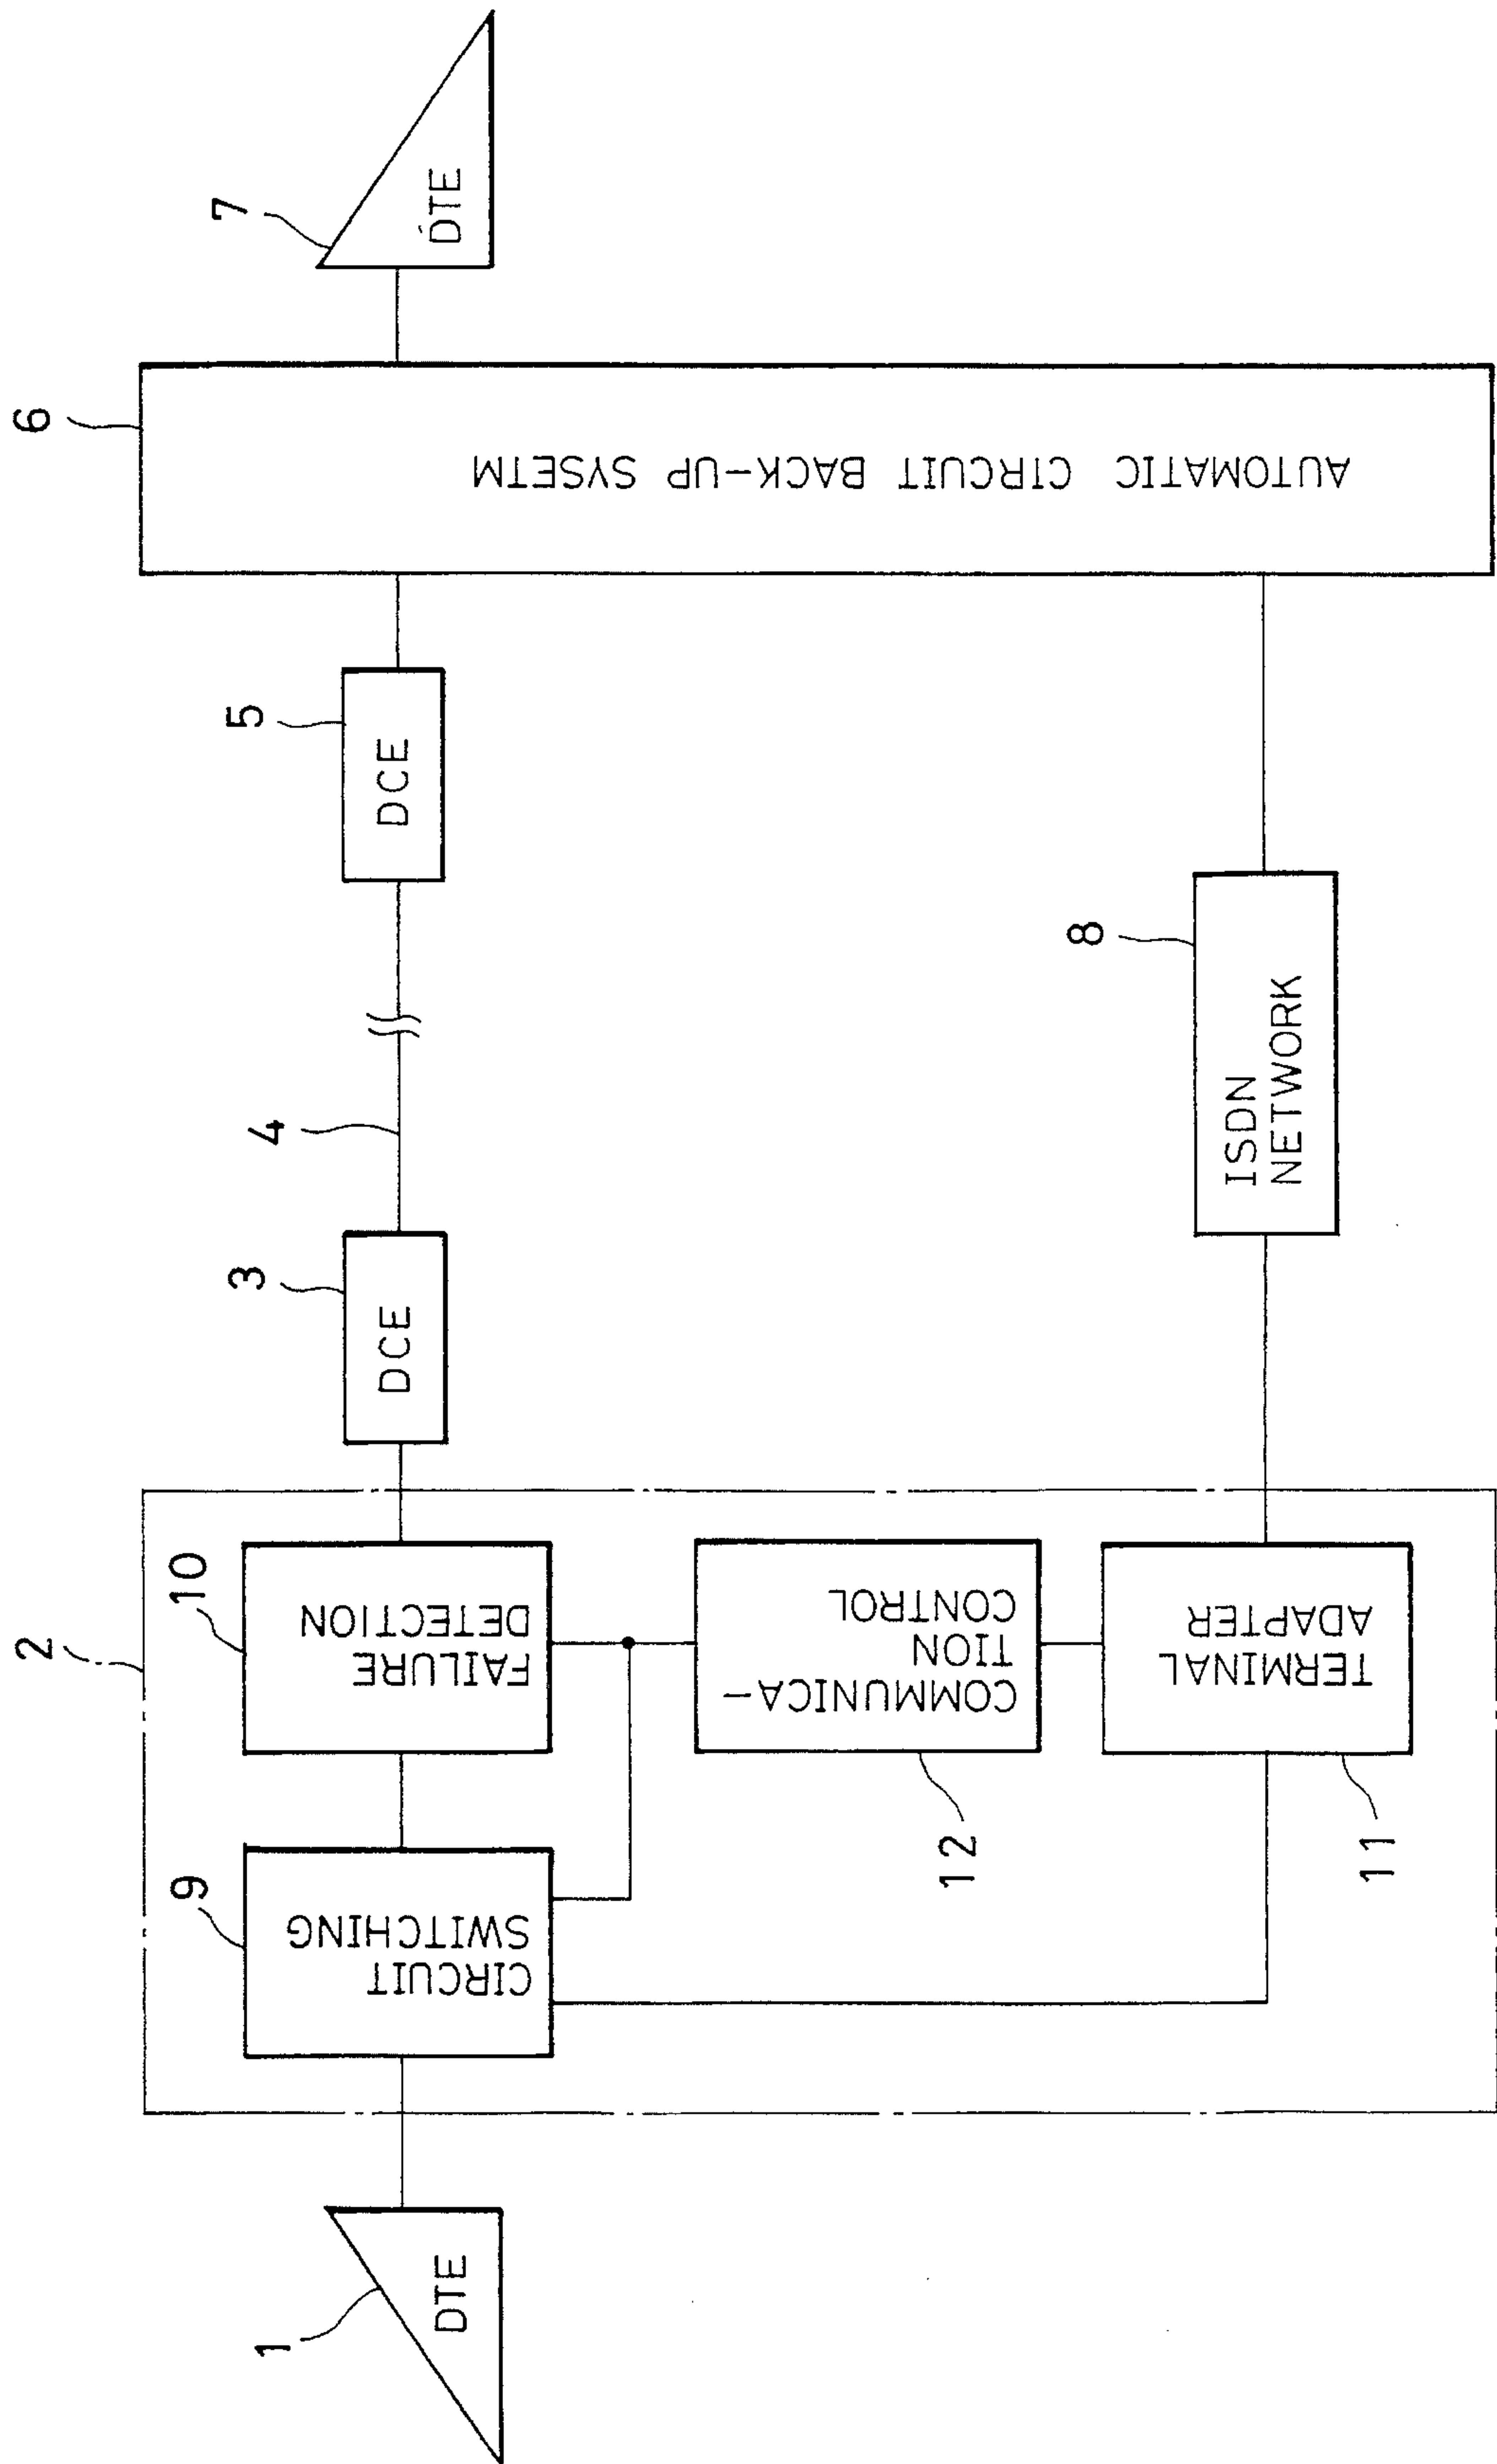 2
6
1
9
10
3
4
5
7
DTE
CIRCUIT
SWITCHING
FAILURE
DETECTION
DCE
DCE
DTE
COMMUNICA-
TION
CONTROL
12
AUTOMATIC CIRCUIT BACK-UP SYSETM
8
ISDN
NETWORK
TERMINAL
ADAPTER
11